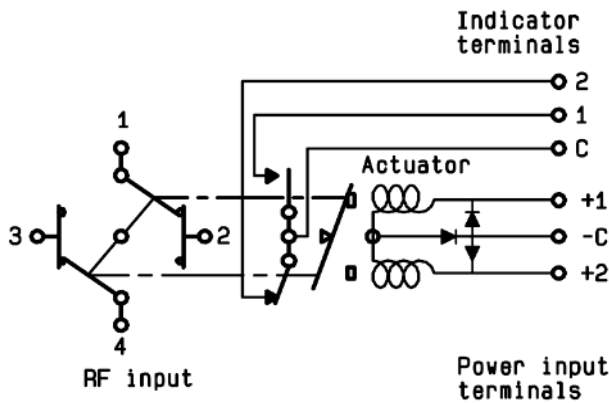 Indicator
terminals
2
1
C
1
Actuator
+1
3
2
-C
+2
4
RF input
Power input
terminals